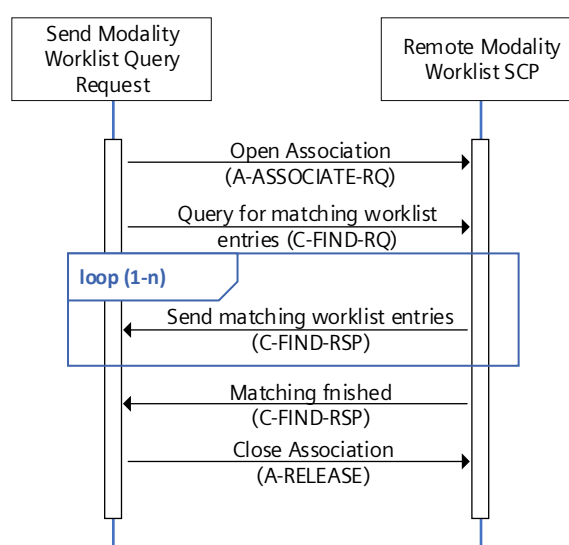 Send Modality
Worklist Query
Request
Remote Modality
Worklist SCP
Open Association
(A-ASSOCIATE-RQ)
Query for matching worklist
entries (C-FIND-RQ)
loop (1-n)
Send matching worklist entries
(C-FIND-RSP)
Matching fnished
(C-FIND-RSP)
Close Association
(A-RELEASE)